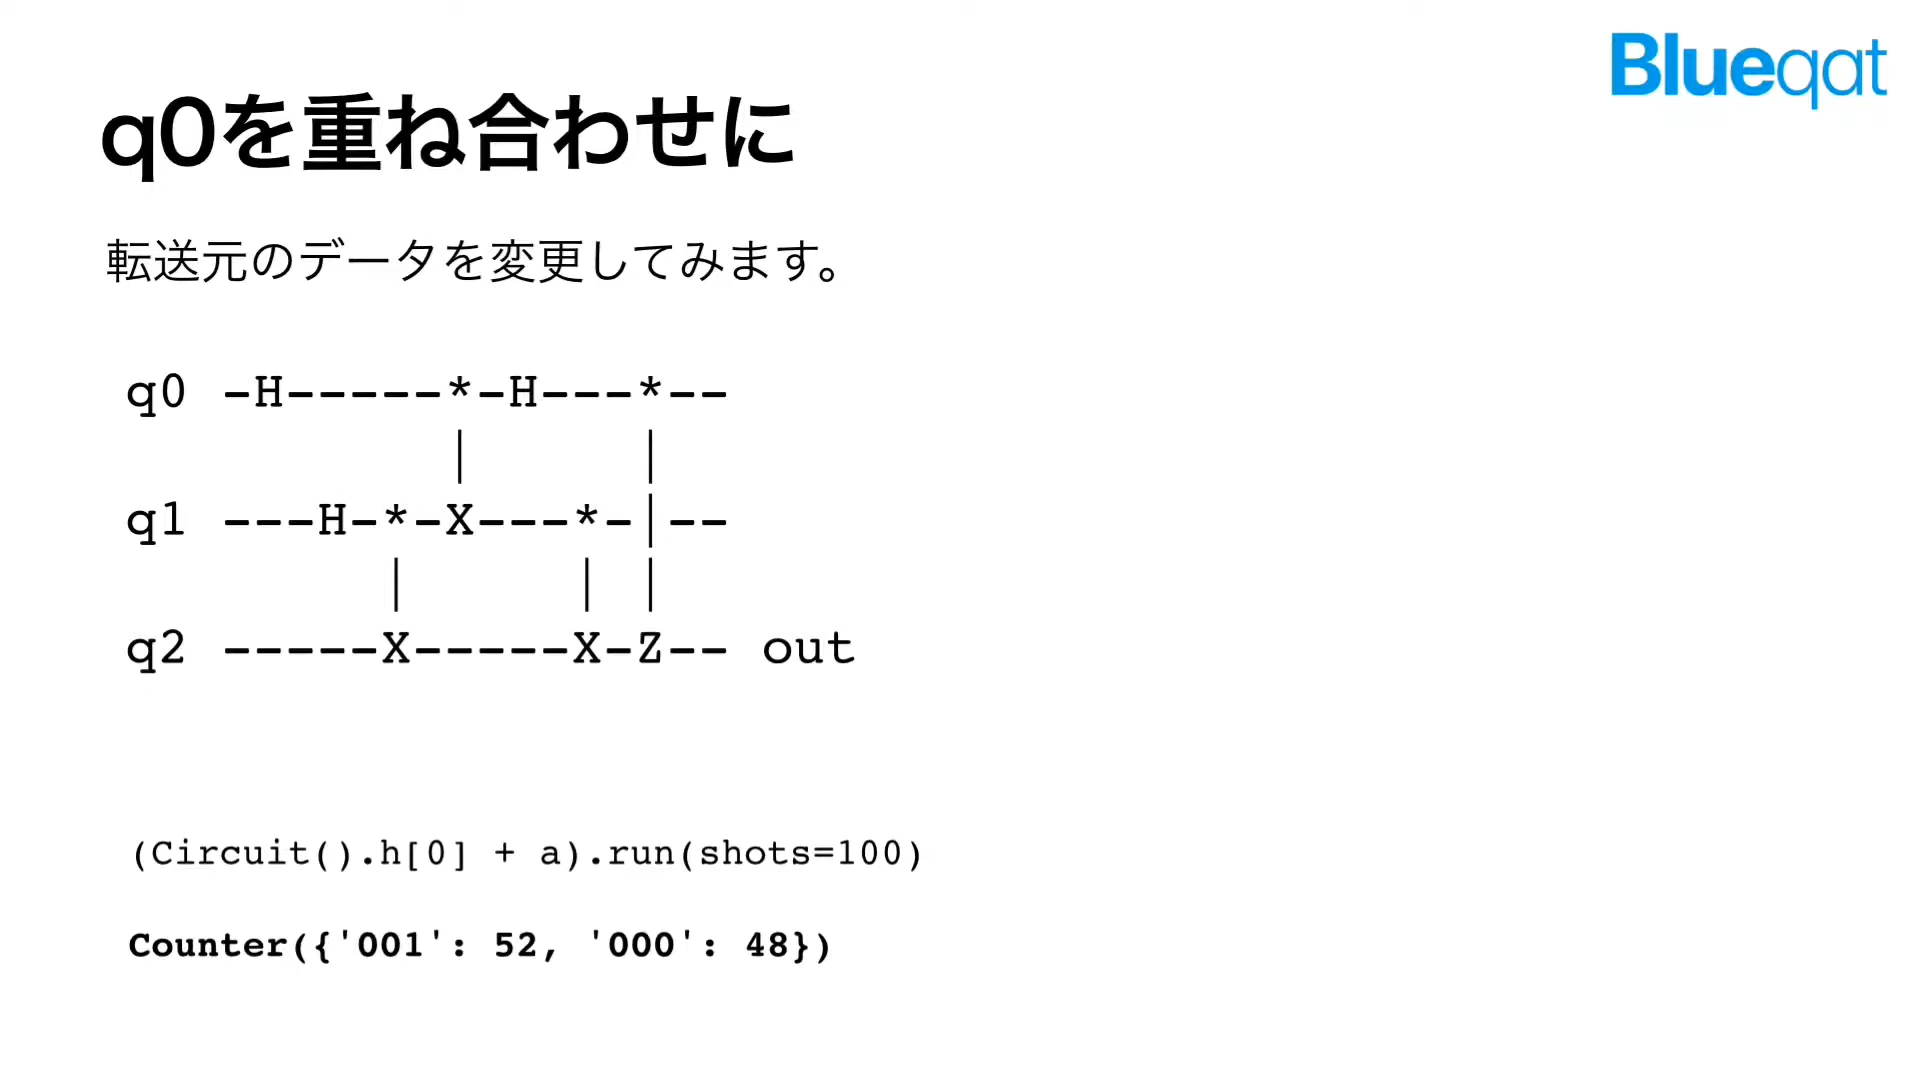 Blueqat
q0を重ね合わせに
転送元のデータを変更してみます。
q0 -H-----*-H---*--
          |     |
q1 ---H-*-X---*-|--
        |     | |
q2 -----X-----X-Z-- out
(Circuit().h[0] + a).run(shots=100)
Counter({'001': 52, '000': 48})